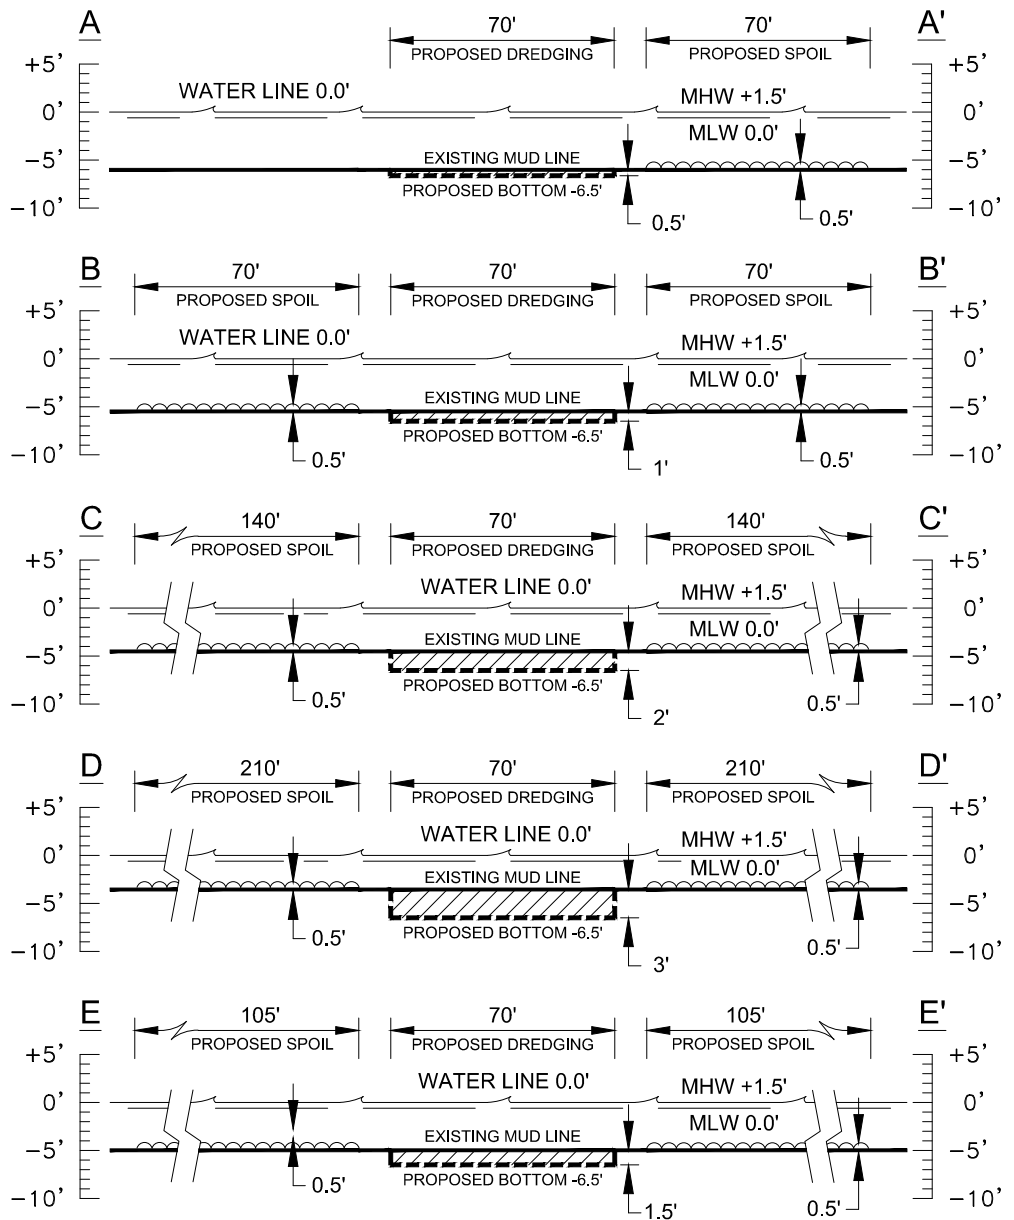 A 70' 70' A'
PROPOSED DREDGING PROPOSED SPOIL
+5' +5'
WATER LINE 0.0' MHW +1.5'
0' 0'
MLW 0.0'
-5' EXISTING MUD LINE -5'
PROPOSED BOTTOM -6.5'
-10' 0.5' 0.5' -10'
B 70' 70' 70' B'
PROPOSED SPOIL PROPOSED DREDGING PROPOSED SPOIL
+5' +5'
WATER LINE 0.0' MHW +1.5'
0' 0'
MLW 0.0'
-5' EXISTING MUD LINE -5'
PROPOSED BOTTOM -6.5'
-10' 0.5' 1' 0.5' -10'
C 140' 70' 140' C'
PROPOSED SPOIL PROPOSED DREDGING PROPOSED SPOIL
+5' +5'
WATER LINE 0.0' MHW +1.5'
0' 0'
MLW 0.0'
-5' EXISTING MUD LINE -5'
PROPOSED BOTTOM -6.5'
-10' 0.5' 2' 0.5' -10'
D 210' 70' 210' D'
PROPOSED SPOIL PROPOSED DREDGING PROPOSED SPOIL
+5' +5'
WATER LINE 0.0' MHW +1.5'
0' 0'
EXISTING MUD LINE MLW 0.0'
-5' -5'
PROPOSED BOTTOM -6.5'
-10' 0.5' 3' 0.5' -10'
E 105' 70' 105' E'
PROPOSED SPOIL PROPOSED DREDGING PROPOSED SPOIL
+5' +5'
WATER LINE 0.0' MHW +1.5'
0' 0'
MLW 0.0'
-5' EXISTING MUD LINE -5'
PROPOSED BOTTOM -6.5'
-10' 0.5' 1.5' 0.5' -10'